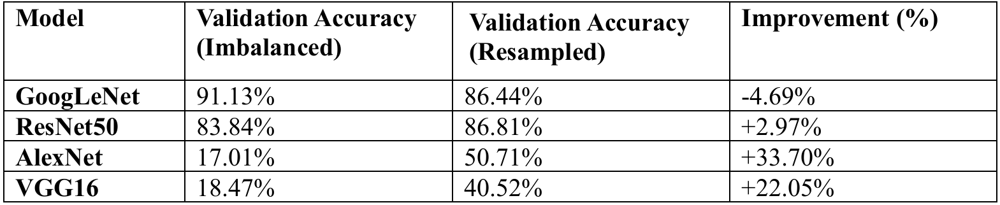 Model Validation Accuracy (Imbalanced) Validation Accuracy (Resampled) Improvement (%)
GoogLeNet 91.13% 86.44% -4.69%
ResNet50 83.84% 86.81% +2.97%
AlexNet 17.01% 50.71% +33.70%
VGG16 18.47% 40.52% +22.05%